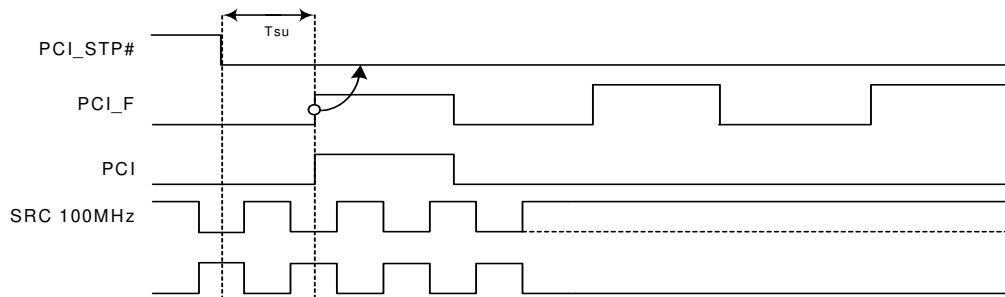 Tsu
PCI_STP#
PCI_F
PCI
SRC 100MHz